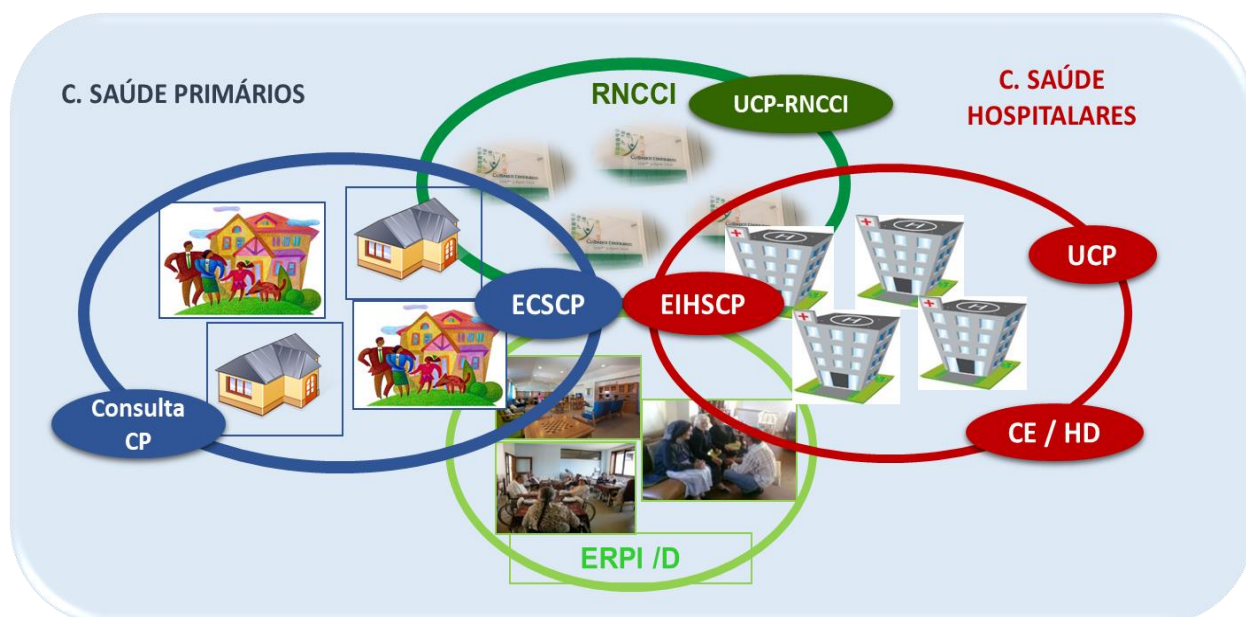 C. SAÚDE PRIMÁRIOS
RNCCI
UCP-RNCCI
C. SAÚDE
HOSPITALARES
UCP
ECSCP
EIHSCP
Consulta
CP
CE / HD
ERPI /D
H
H
H
H